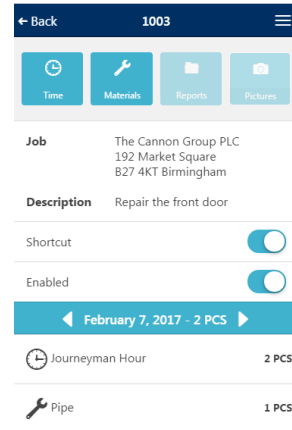 ← Back 1003
Time Materials Reports Pictures
Job The Cannon Group PLC
192 Market Square
B27 4KT Birmingham
Description Repair the front door
Shortcut
Enabled
February 7, 2017 - 2 PCS
Journeyman Hour 2 PCS
Pipe 1 PCS